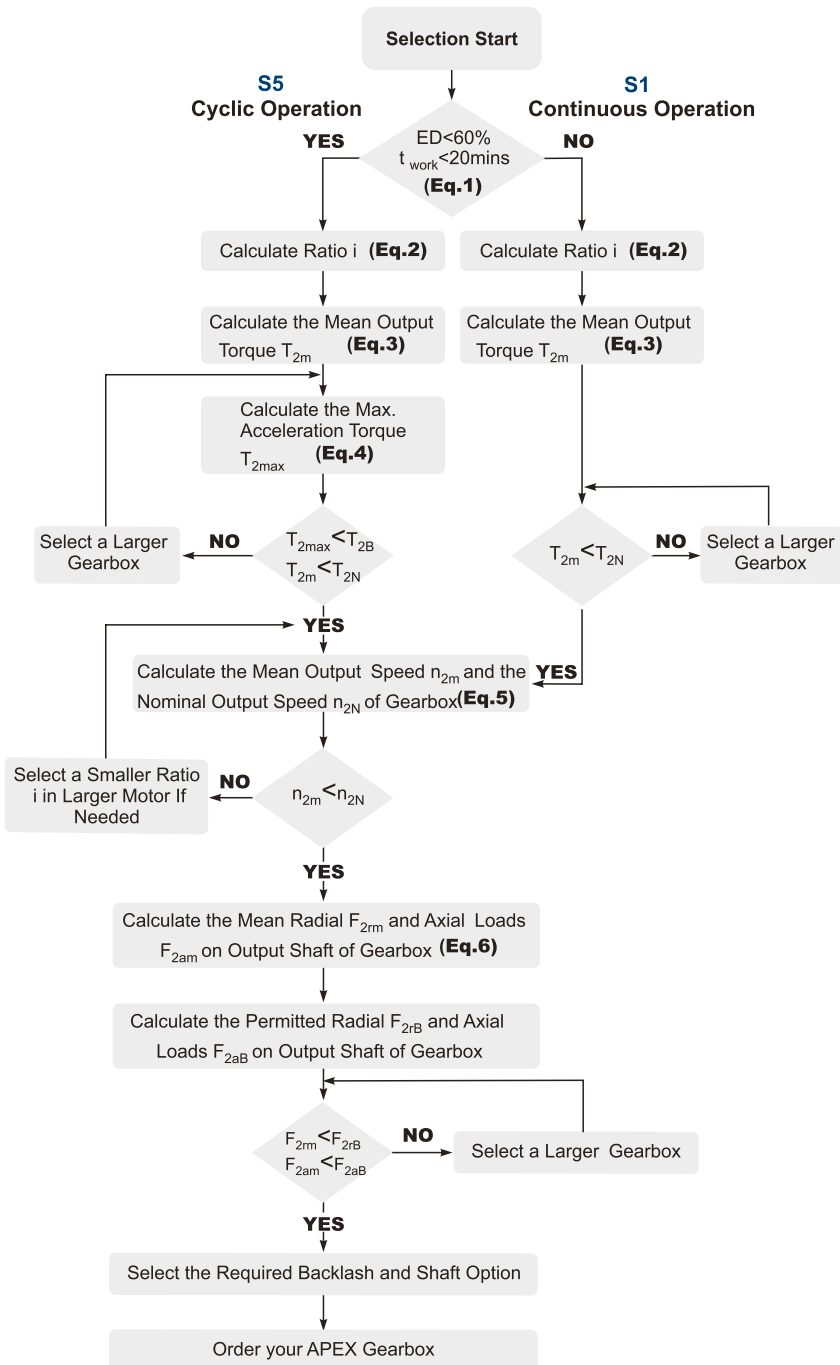 Selection Start
S5
Cyclic Operation
S1
Continuous Operation
YES
ED<60%
t work<20mins
(Eq.1)
NO
Calculate Ratio i (Eq.2)
Calculate Ratio i (Eq.2)
Calculate the Mean Output
Torque T2m (Eq.3)
Calculate the Mean Output
Torque T2m (Eq.3)
Calculate the Max.
Acceleration Torque
T2max (Eq.4)
Select a Larger
Gearbox
NO
T2max<T2B
T2m<T2N
T2m<T2N
NO
Select a Larger
Gearbox
YES
Calculate the Mean Output Speed n2m and the
Nominal Output Speed n2N of Gearbox(Eq.5)
YES
Select a Smaller Ratio
i in Larger Motor If
Needed
NO
n2m<n2N
YES
Calculate the Mean Radial F2rm and Axial Loads
F2am on Output Shaft of Gearbox (Eq.6)
Calculate the Permitted Radial F2rB and Axial
Loads F2aB on Output Shaft of Gearbox
F2rm<F2rB
F2am<F2aB
NO
Select a Larger Gearbox
YES
Select the Required Backlash and Shaft Option
Order your APEX Gearbox